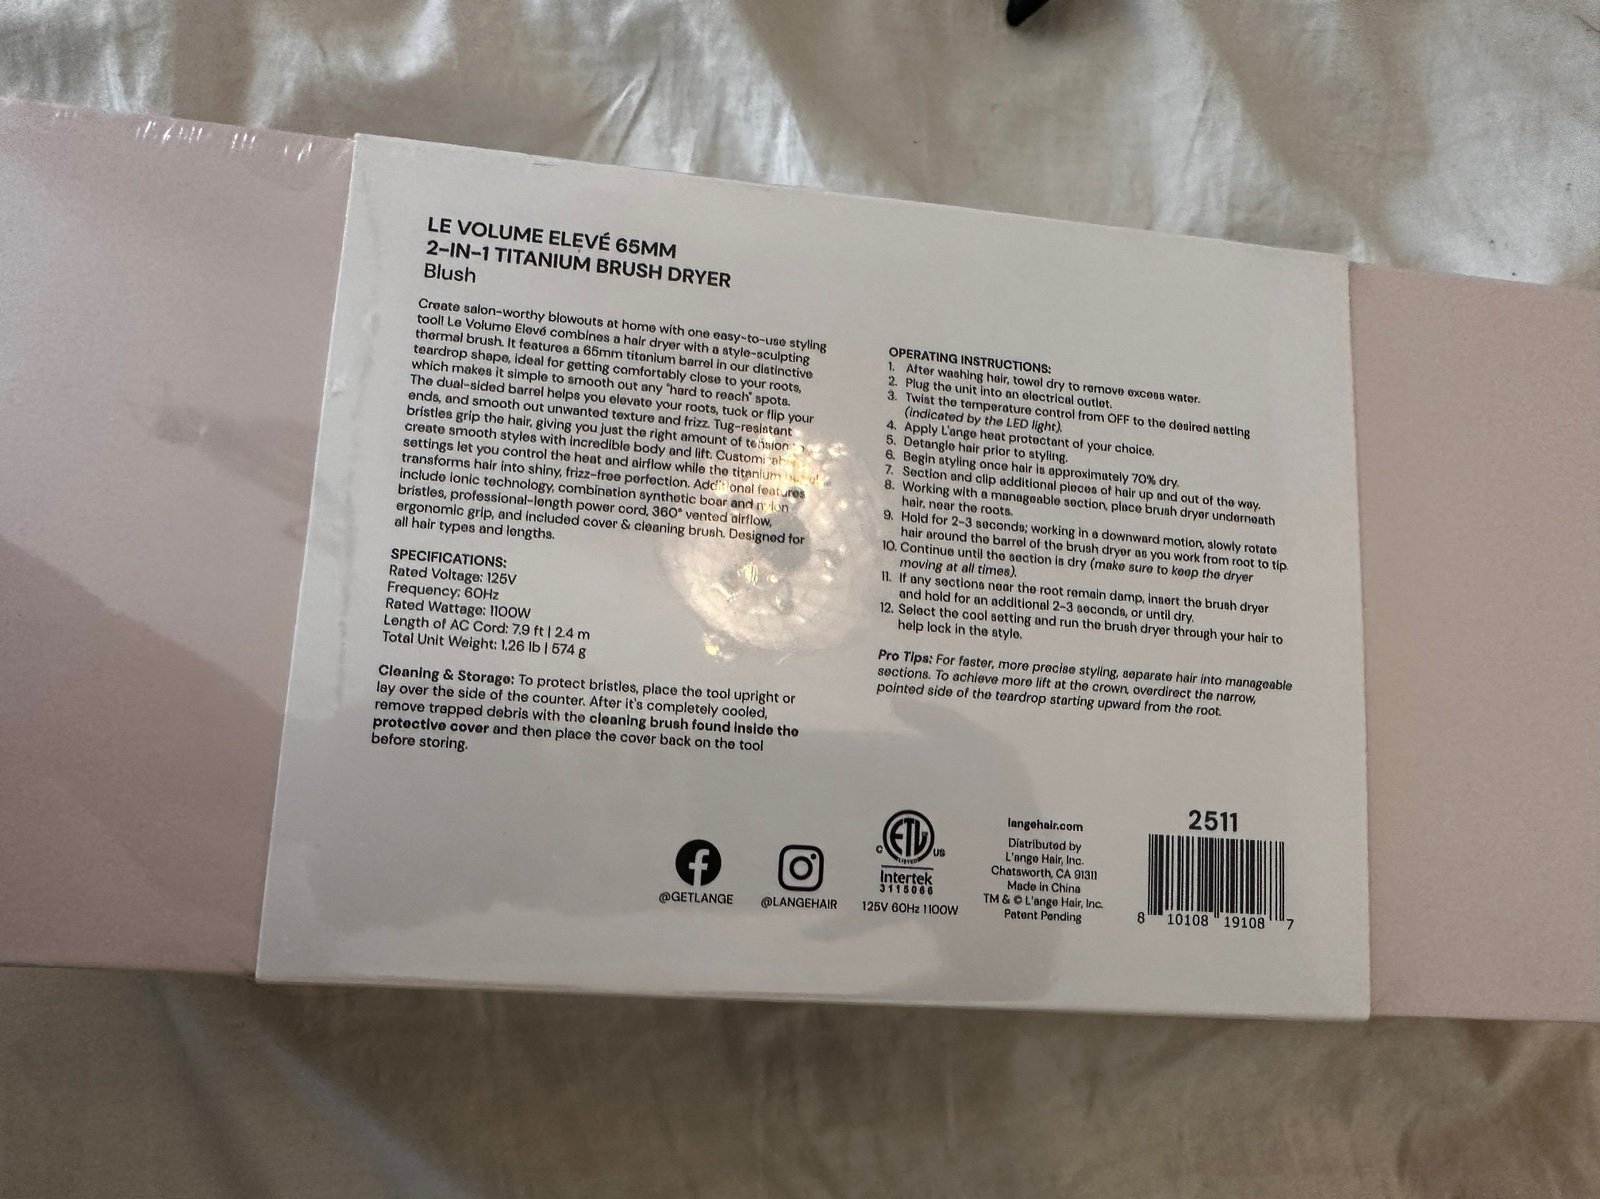 LE VOLUME ELEVÉ 65MM
2-IN-1 TITANIUM BRUSH DRYER
Blush
Create salon-worthy blowouts at home with one easy-to-use styling
tool! Le Volume Elevé combines a hair dryer with a style-sculpting
thermal brush. It features a 65mm titanium barrel in our distinctive
teardrop shape, ideal for getting comfortably close to your roots,
which makes it simple to smooth out any "hard to reach" spots.
The dual-sided barrel helps you elevate your roots, tuck or flip your
ends, and smooth out unwanted texture and frizz. Tug-resistant
bristles grip the hair, giving you just the right amount of tension to
create smooth styles with incredible body and lift.
settings let you control the heat and airflow while the titanium
transforms hair into shiny, frizz-free perfection. Additional features
include ionic technology, combination synthetic boar and nylon
bristles, professional-length power cord, 360° vented airflow,
ergonomic grip, and included cover & cleaning brush. Designed for
all hair types and lengths.
SPECIFICATIONS:
Rated Voltage: 125V
Frequency: 60Hz
Rated Wattage: 1100W
Length of AC Cord: 7.9 ft | 2.4 m
Total Unit Weight: 1.26 lb | 574 g
Cleaning & Storage: To protect bristles, place the tool upright or
lay over the side of the counter. After it's completely cooled,
remove trapped debris with the cleaning brush found inside the
protective cover and then place the cover back on the tool
before storing.
OPERATING INSTRUCTIONS:
1. After washing hair, towel dry to remove excess water.
2. Plug the unit into an electrical outlet.
3. Twist the temperature control from OFF to the desired setting
(indicated by the LED light).
4. Apply L'ange heat protectant of your choice.
5. Detangle hair prior to styling.
6. Begin styling once hair is approximately 70% dry.
7. Section and clip additional pieces of hair up and out of the way.
8. Working with a manageable section, place brush dryer underneath
hair, near the roots.
9. Hold for 2-3 seconds; working in a downward motion, slowly rotate
hair around the barrel of the brush dryer as you work from root to tip.
10. Continue until the section is dry (make sure to keep the dryer
moving at all times).
11. If any sections near the root remain damp, insert the brush dryer
and hold for an additional 2-3 seconds, or until dry.
12. Select the cool setting and run the brush dryer through your hair to
help lock in the style.
Pro Tips: For faster, more precise styling, separate hair into manageable
sections. To achieve more lift at the crown, overdirect the narrow,
pointed side of the teardrop starting upward from the root.
@GETLANGE
@LANGEHAIR
C ETL US
LISTED
Intertek
3115066
125V 60Hz 1100W
langehair.com
Distributed by
L'ange Hair, Inc.
Chatsworth, CA 91311
Made in China
TM & © L'ange Hair, Inc.
Patent Pending
2511
8 10108 19108 7